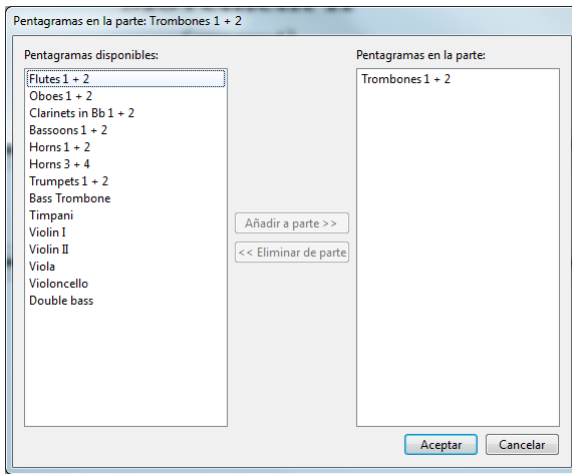 Pentagramas en la parte: Trombones 1 + 2
Pentagramas disponibles:
Flutes 1 + 2
Oboes 1 + 2
Clarinets in Bb 1 + 2
Bassoons 1 + 2
Horns 1 + 2
Horns 3 + 4
Trumpets 1 + 2
Bass Trombone
Timpani
Violin I
Violin II
Viola
Violoncello
Double bass
Añadir a parte >>
<< Eliminar de parte
Pentagramas en la parte:
Trombones 1 + 2
Aceptar
Cancelar